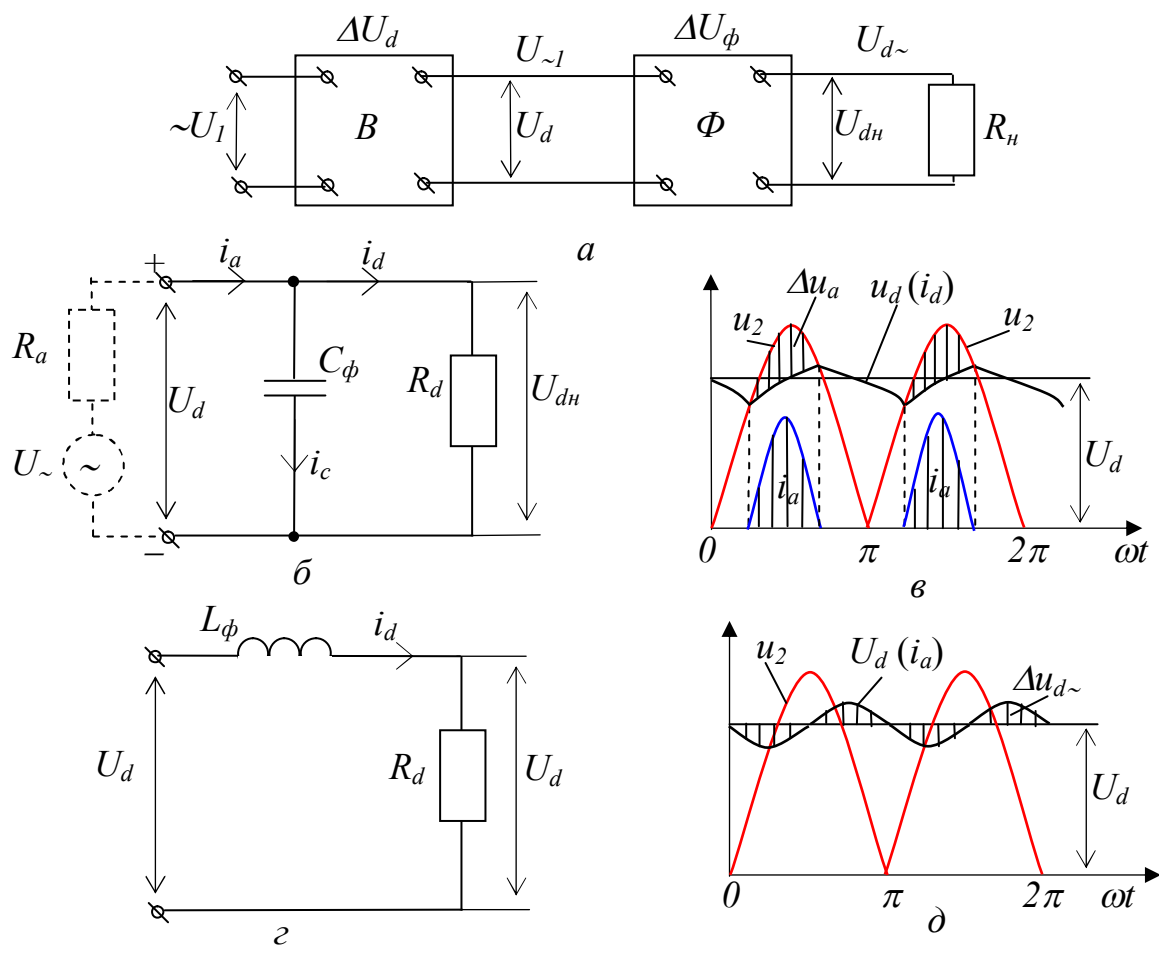 ΔU_d
U_~1
ΔU_ф
U_d~
~U_1
В
U_d
Ф
U_dн
R_н
а
+
i_a
i_d
R_a
U_d
C_ф
R_d
U_dн
U_~
~
i_c
−
б
Δu_a
u_d (i_d)
u_2
u_2
U_d
i_a
i_a
0
π
2π
ωt
в
L_ф
i_d
U_d
R_d
U_d
г
u_2
U_d (i_a)
Δu_d~
U_d
0
π
2π
ωt
д